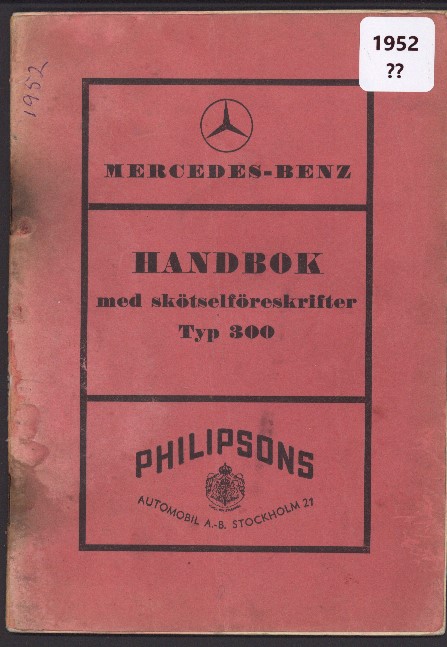 1952
??
1952
MERCEDES-BENZ
HANDBOK
med skötselföreskrifter
Typ 300
PHILIPSONS
AUTOMOBIL A.-B. STOCKHOLM 21